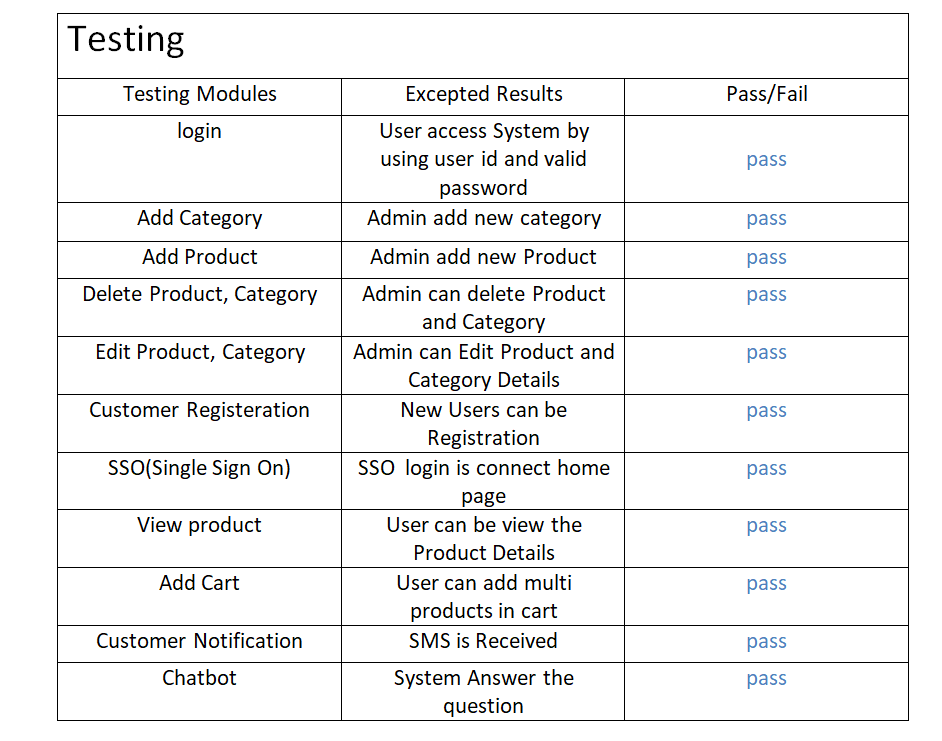 Testing
Testing Modules
Excepted Results
Pass/Fail
login
User access System by
using user id and valid
password
pass
Add Category
Admin add new category
pass
Add Product
Admin add new Product
pass
Delete Product, Category
Admin can delete Product
and Category
pass
Edit Product, Category
Admin can Edit Product and
Category Details
pass
Customer Registeration
New Users can be
Registration
pass
SSO(Single Sign On)
SSO login is connect home
page
pass
View product
User can be view the
Product Details
pass
Add Cart
User can add multi
products in cart
pass
Customer Notification
SMS is Received
pass
Chatbot
System Answer the
question
pass